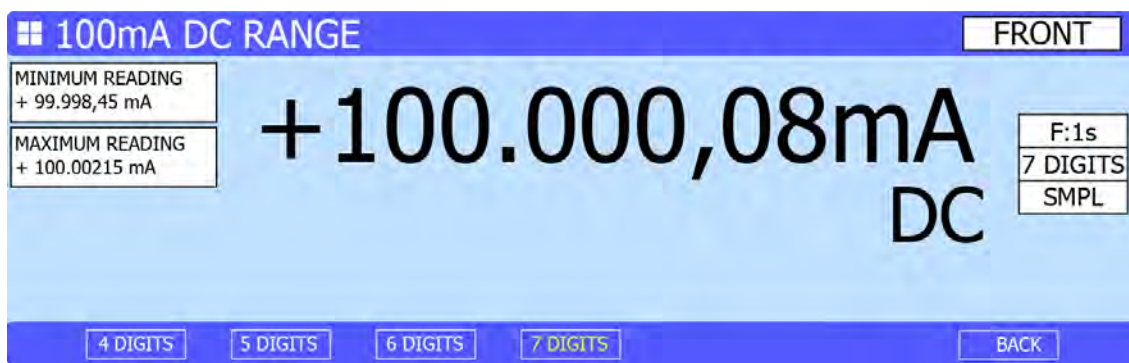 100mA DC RANGE
FRONT
MINIMUM READING
+ 99.998,45 mA
MAXIMUM READING
+ 100.00215 mA
+100.000,08mA
DC
F:1s
7 DIGITS
SMPL
4 DIGITS
5 DIGITS
6 DIGITS
7 DIGITS
BACK